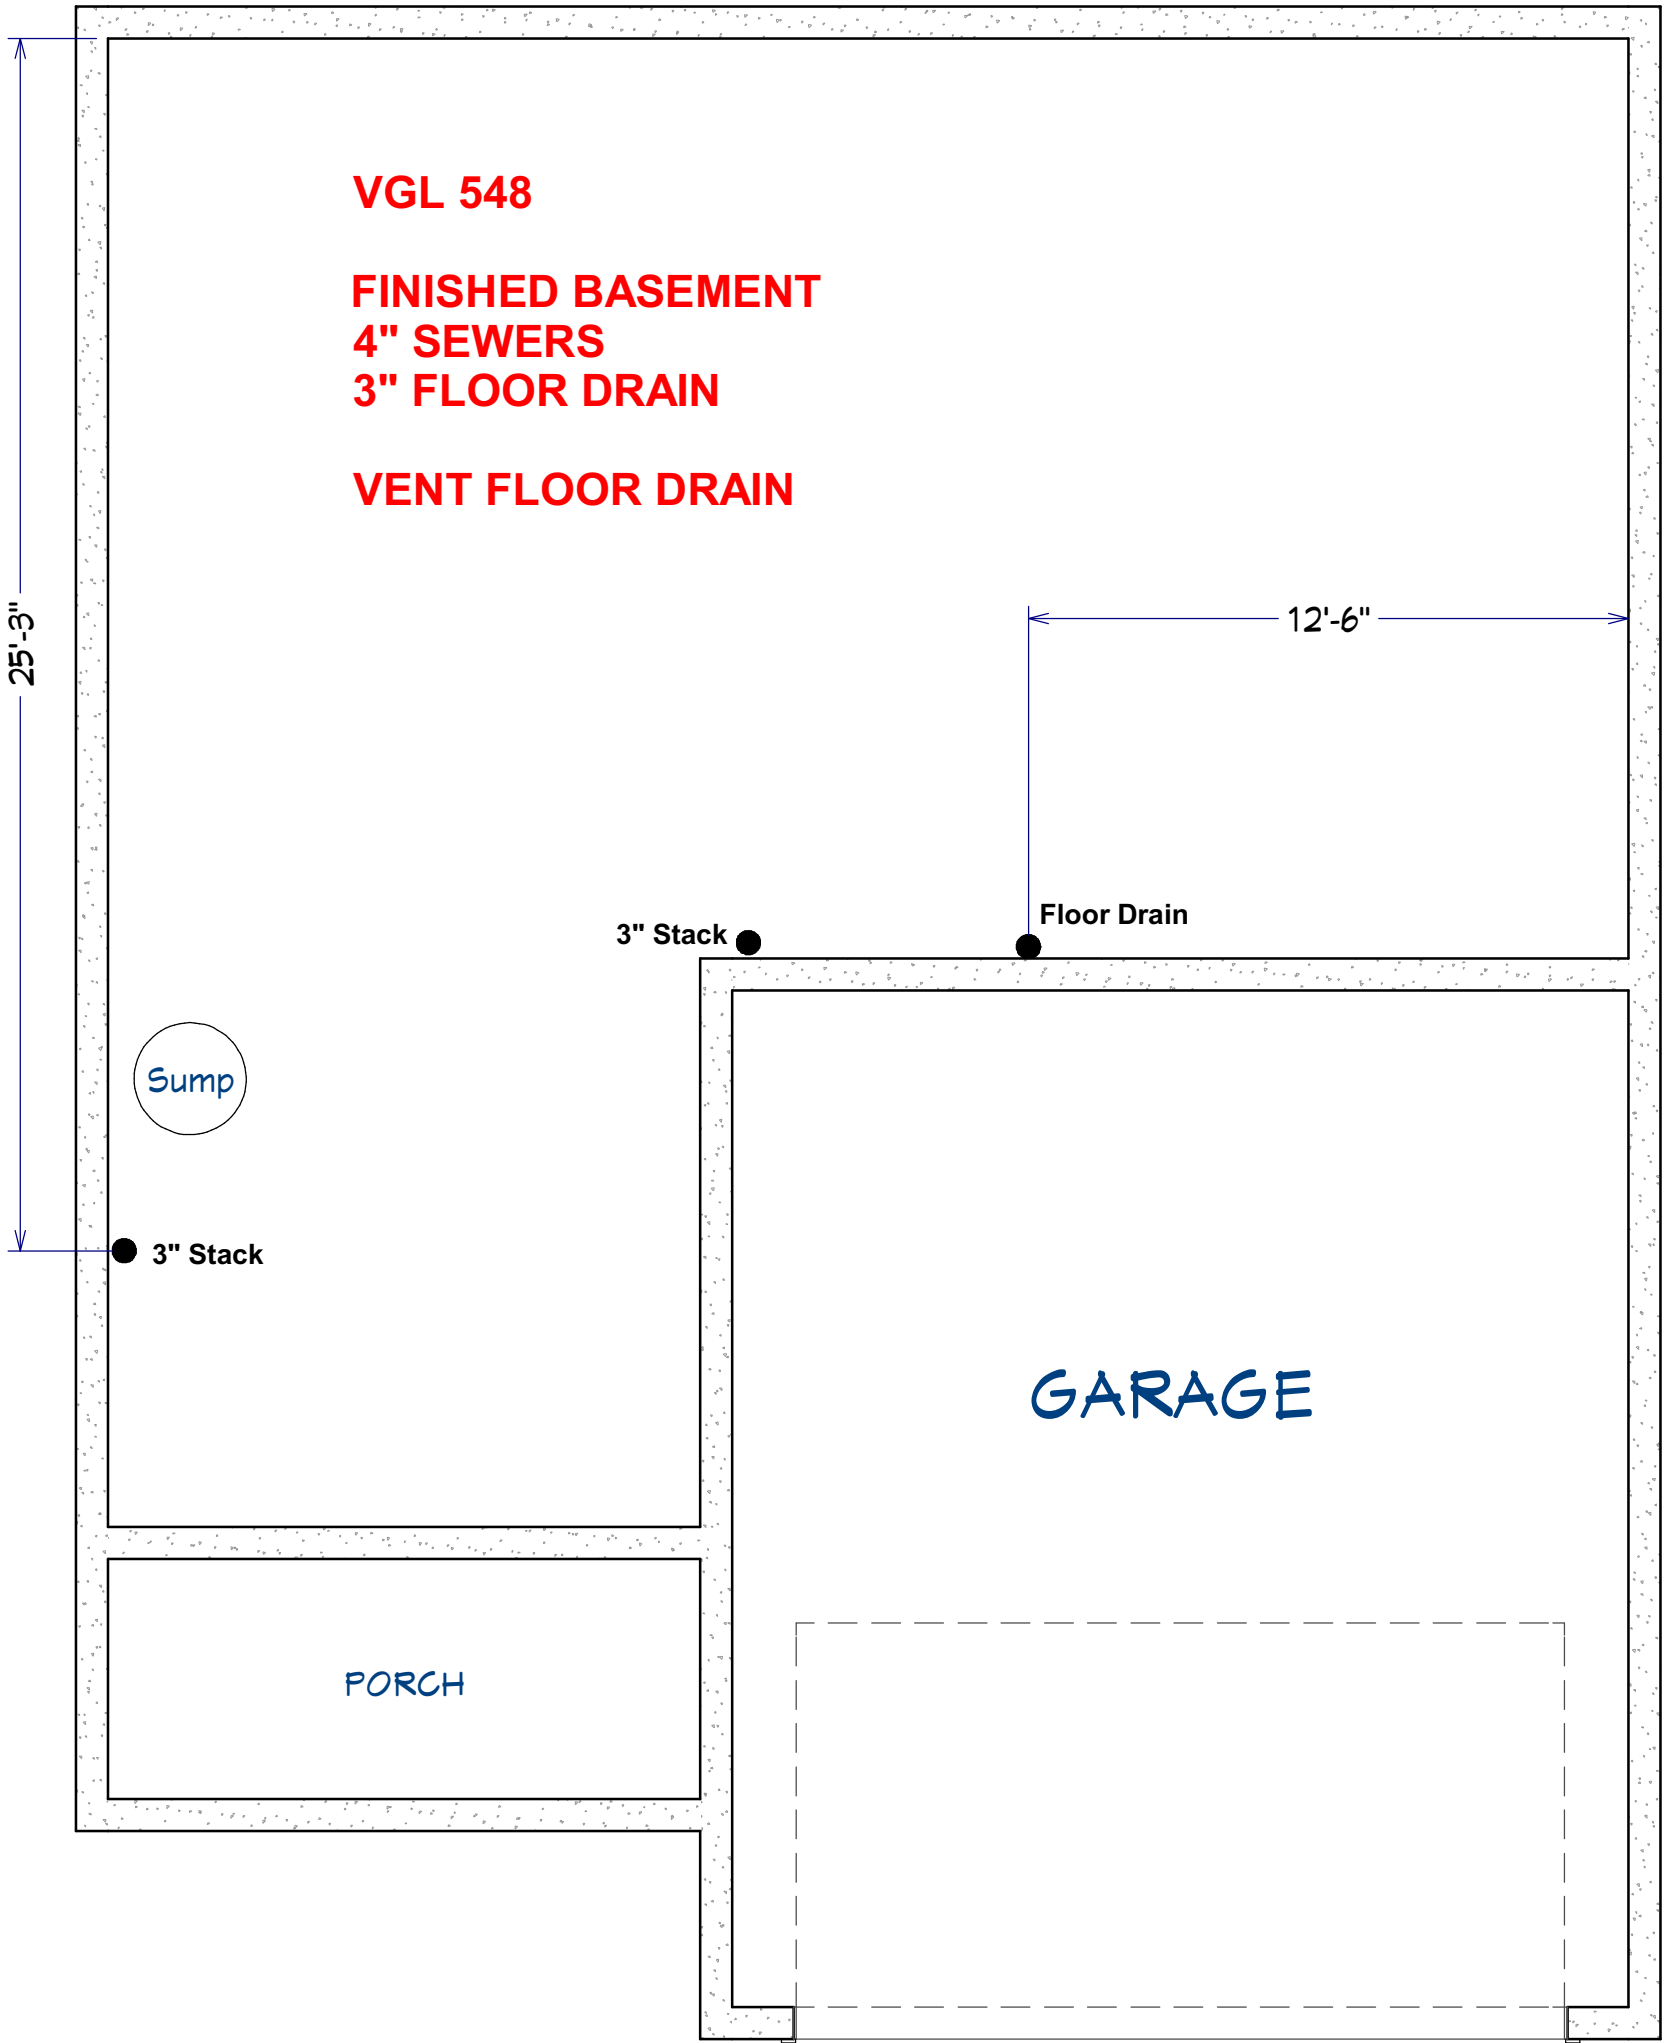 VGL 548
FINISHED BASEMENT
4" SEWERS
3" FLOOR DRAIN
VENT FLOOR DRAIN
25'-3"
12'-6"
Floor Drain
3" Stack
Sump
3" Stack
GARAGE
PORCH